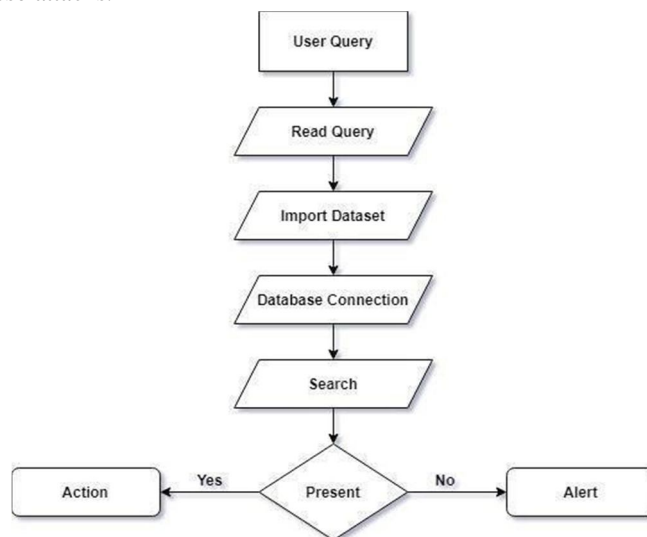 User Query
Read Query
Import Dataset
Database Connection
Search
Yes
No
Action
Present
Alert